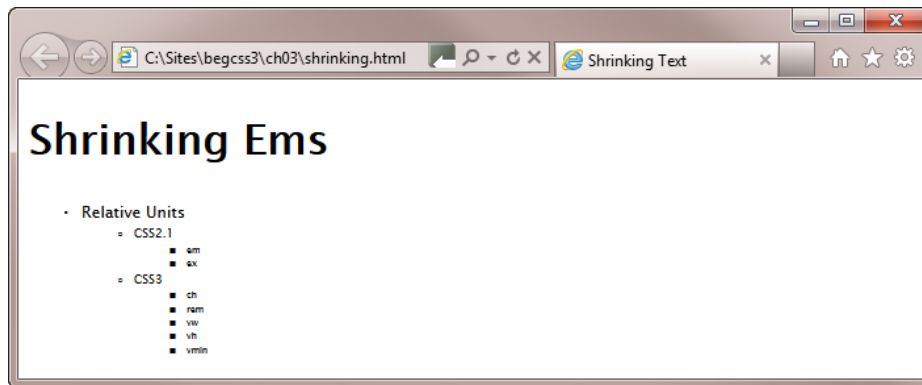 C:\Sites\begcss3\ch03\shrinking.html
Shrinking Text
Shrinking Ems
Relative Units
CSS2.1
em
ex
CSS3
ch
rem
vw
vh
vmin